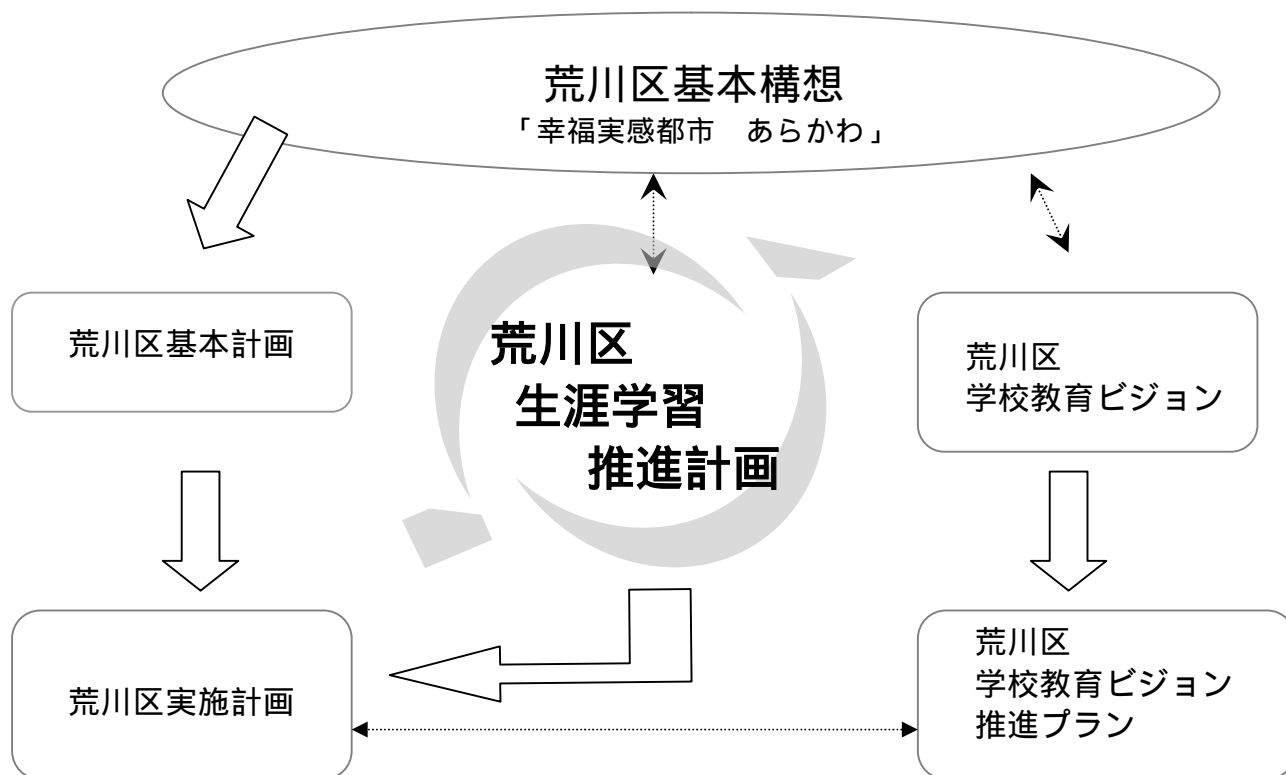 荒川区基本構想
「幸福実感都市　あらかわ」
荒川区基本計画
荒川区
生涯学習
推進計画
荒川区
学校教育ビジョン
荒川区実施計画
荒川区
学校教育ビジョン
推進プラン